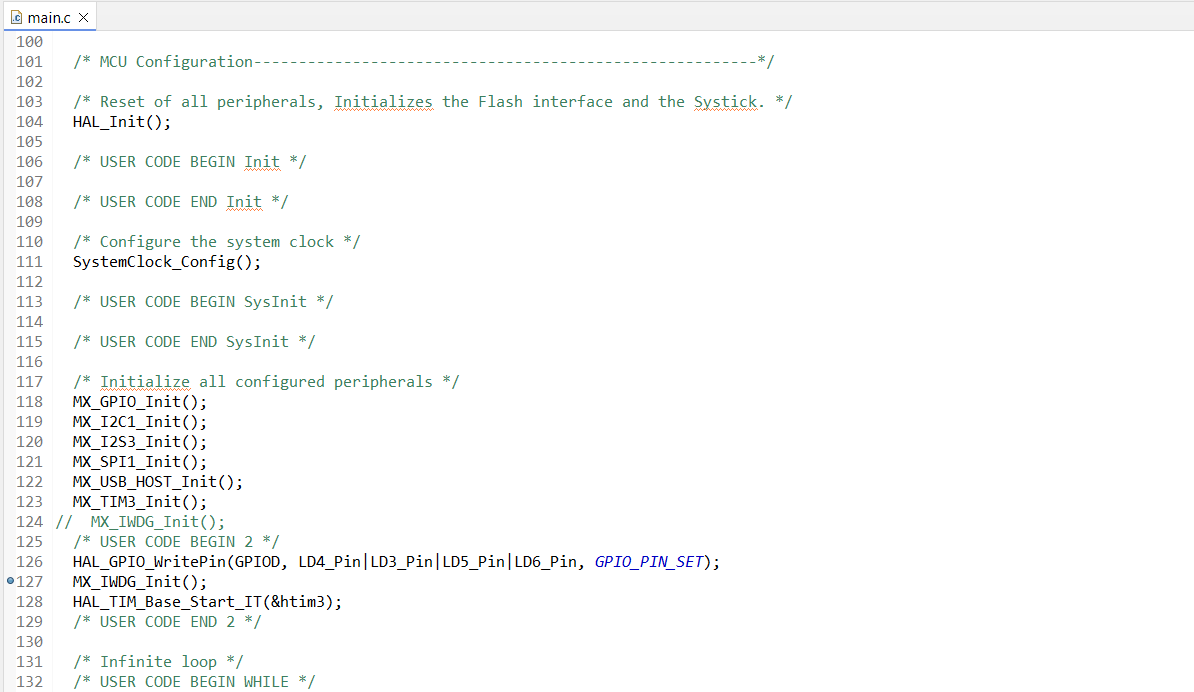 main.c
100
101 /* MCU Configuration--------------------------------------------------------*/
102
103 /* Reset of all peripherals, Initializes the Flash interface and the Systick. */
104 HAL_Init();
105
106 /* USER CODE BEGIN Init */
107
108 /* USER CODE END Init */
109
110 /* Configure the system clock */
111 SystemClock_Config();
112
113 /* USER CODE BEGIN SysInit */
114
115 /* USER CODE END SysInit */
116
117 /* Initialize all configured peripherals */
118 MX_GPIO_Init();
119 MX_I2C1_Init();
120 MX_I2S3_Init();
121 MX_SPI1_Init();
122 MX_USB_HOST_Init();
123 MX_TIM3_Init();
124 // MX_IWDG_Init();
125 /* USER CODE BEGIN 2 */
126 HAL_GPIO_WritePin(GPIOD, LD4_Pin|LD3_Pin|LD5_Pin|LD6_Pin, GPIO_PIN_SET);
127 MX_IWDG_Init();
128 HAL_TIM_Base_Start_IT(&htim3);
129 /* USER CODE END 2 */
130
131 /* Infinite loop */
132 /* USER CODE BEGIN WHILE */